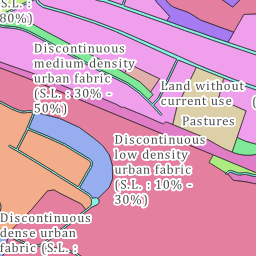 (S.L. :
80%)
Discontinuous
medium density
urban fabric
(S.L. : 30% -
50%)
Land without
current use
Pastures
(
Discontinuous
low density
urban fabric
(S.L. : 10% -
30%)
Discontinuous
dense urban
fabric (S.L. :